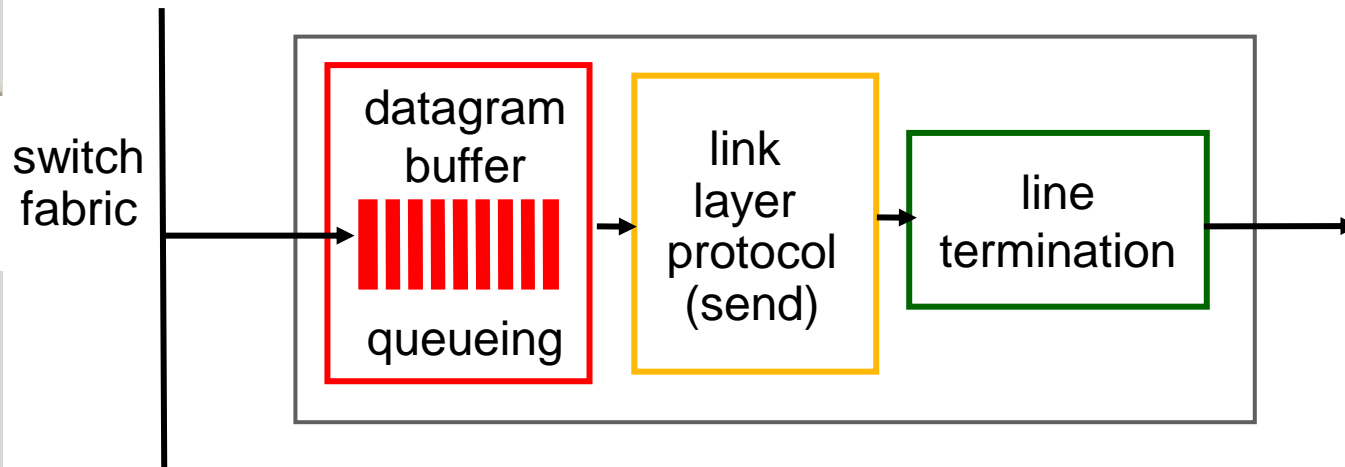 switch
fabric
datagram
buffer
queueing
link
layer
protocol
(send)
line
termination